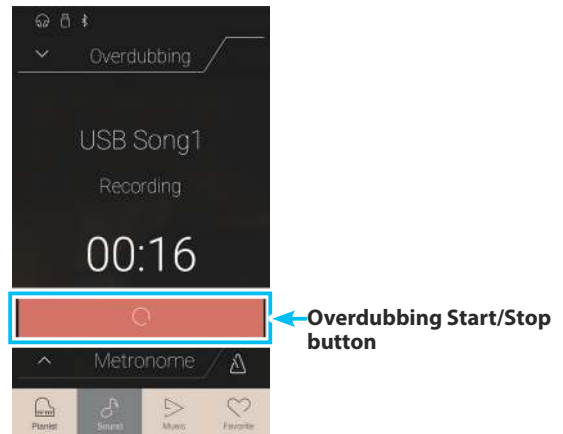 Overdubbing
USB Song1
Recording
00:16
Overdubbing Start/Stop
button
Metronome
Pianist Sound Music Favorite